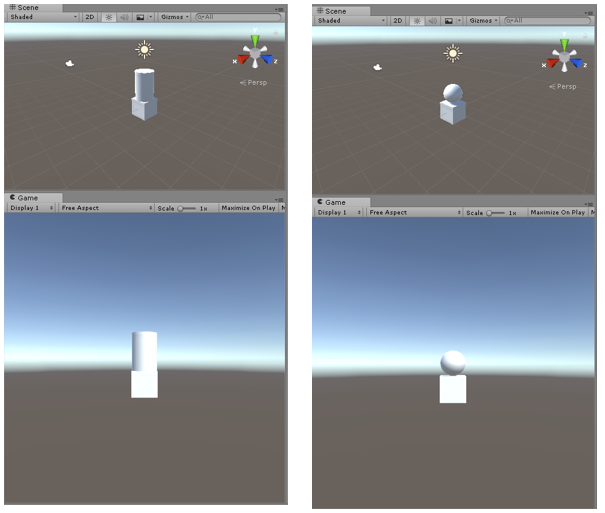 Scene
Shaded
2D
Gizmos
All
y
x
z
Persp
Game
Display 1
Free Aspect
Scale
1x
Maximize On Play
M
Scene
Shaded
2D
Gizmos
All
x
z
Persp
Game
Display 1
Free Aspect
Scale
1x
Maximize On Play